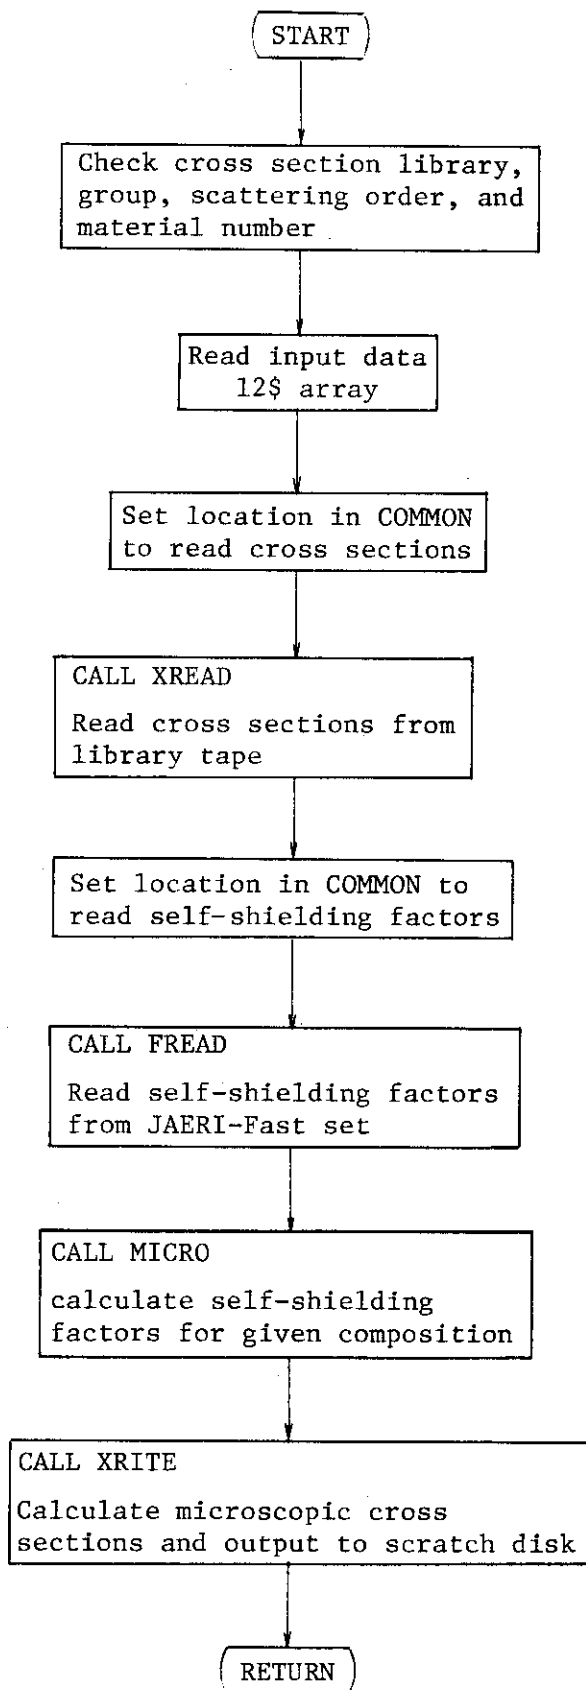 START
Check cross section library,
group, scattering order, and
material number
Read input data
12$ array
Set location in COMMON
to read cross sections
CALL XREAD
Read cross sections from
library tape
Set location in COMMON to
read self-shielding factors
CALL FREAD
Read self-shielding factors
from JAERI-Fast set
CALL MICRO
calculate self-shielding
factors for given composition
CALL XRITE
Calculate microscopic cross
sections and output to scratch disk
RETURN